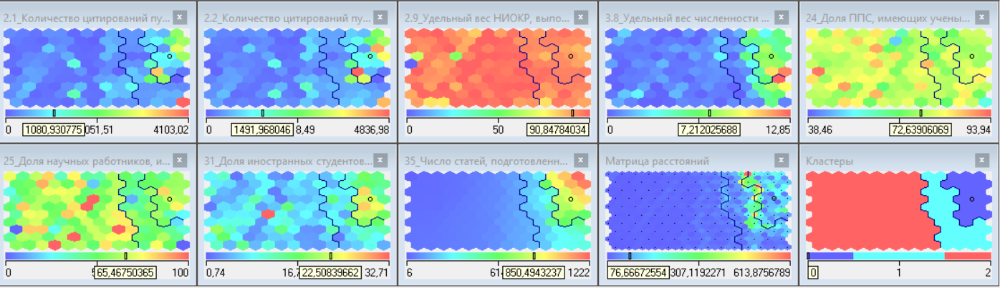 2.1_Количество цитирований пу...
2.2_Количество цитирований пу...
2.9_Удельный вес НИОКР, выпо...
3.8_Удельный вес численности ...
24_Доля ППС, имеющих учены...
0 1080,930775 051,51 4103,02
0 1491,968046 8,49 4836,98
0 50 90,84784034
0 7,212025688 12,85
38,46 72,63906069 93,94
25_Доля научных работников, и...
31_Доля иностранных студентов...
35_Число статей, подготовленн...
Матрица расстояний
Кластеры
0 65,46750365 100
0,74 16,7 22,50839662 32,71
6 61 850,4943237 1222
76,66672554 307,1192271 613,8756789
0 1 2